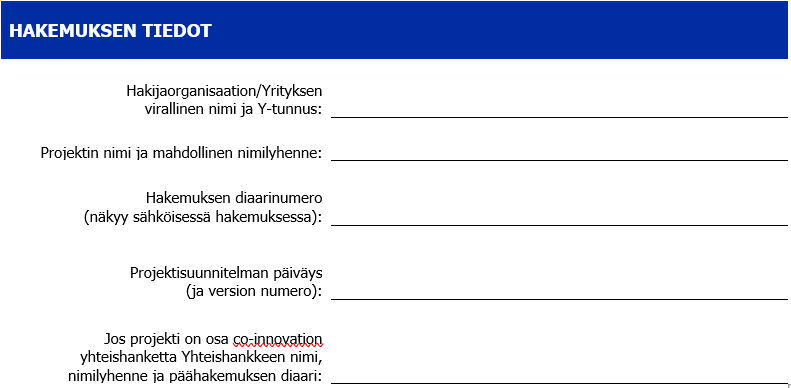 HAKEMUKSEN TIEDOT
Hakijaorganisaation/Yrityksen
virallinen nimi ja Y-tunnus:
Projektin nimi ja mahdollinen nimilyhenne:
Hakemuksen diaarinumero
(näkyy sähköisessä hakemuksessa):
Projektisuunnitelman päiväys
(ja version numero):
Jos projekti on osa co-innovation
yhteishanketta Yhteishankkeen nimi,
nimilyhenne ja päähakemuksen diaari: